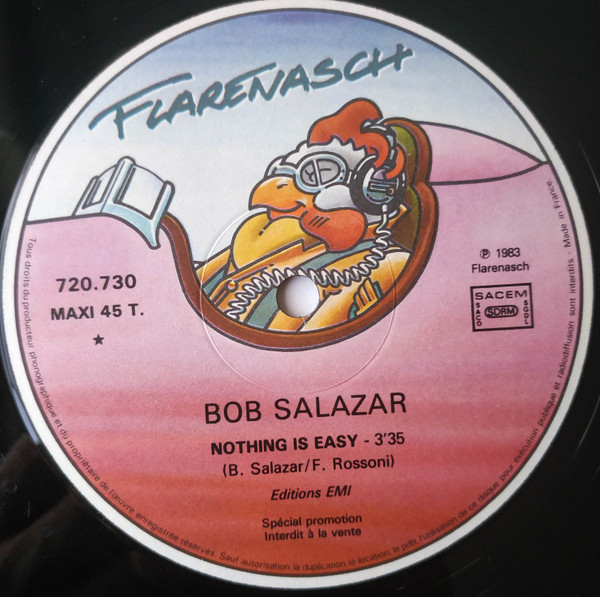 FLARENASCH
720.730
MAXI 45 T.
*
℗ 1983
Flarenasch
SACEM
SACD
SDRM
SGDL
BOB SALAZAR
NOTHING IS EASY - 3'35
(B. Salazar/F. Rossoni)
Editions EMI
Spécial promotion
Interdit à la vente
Tous droits du producteur phonographique et du propriétaire de l'œuvre enregistrée réservés. Sauf autorisation la duplication, la location, le prêt, l'utilisation de ce disque pour exécution publique et radiodiffusion sont interdits - Made in France.